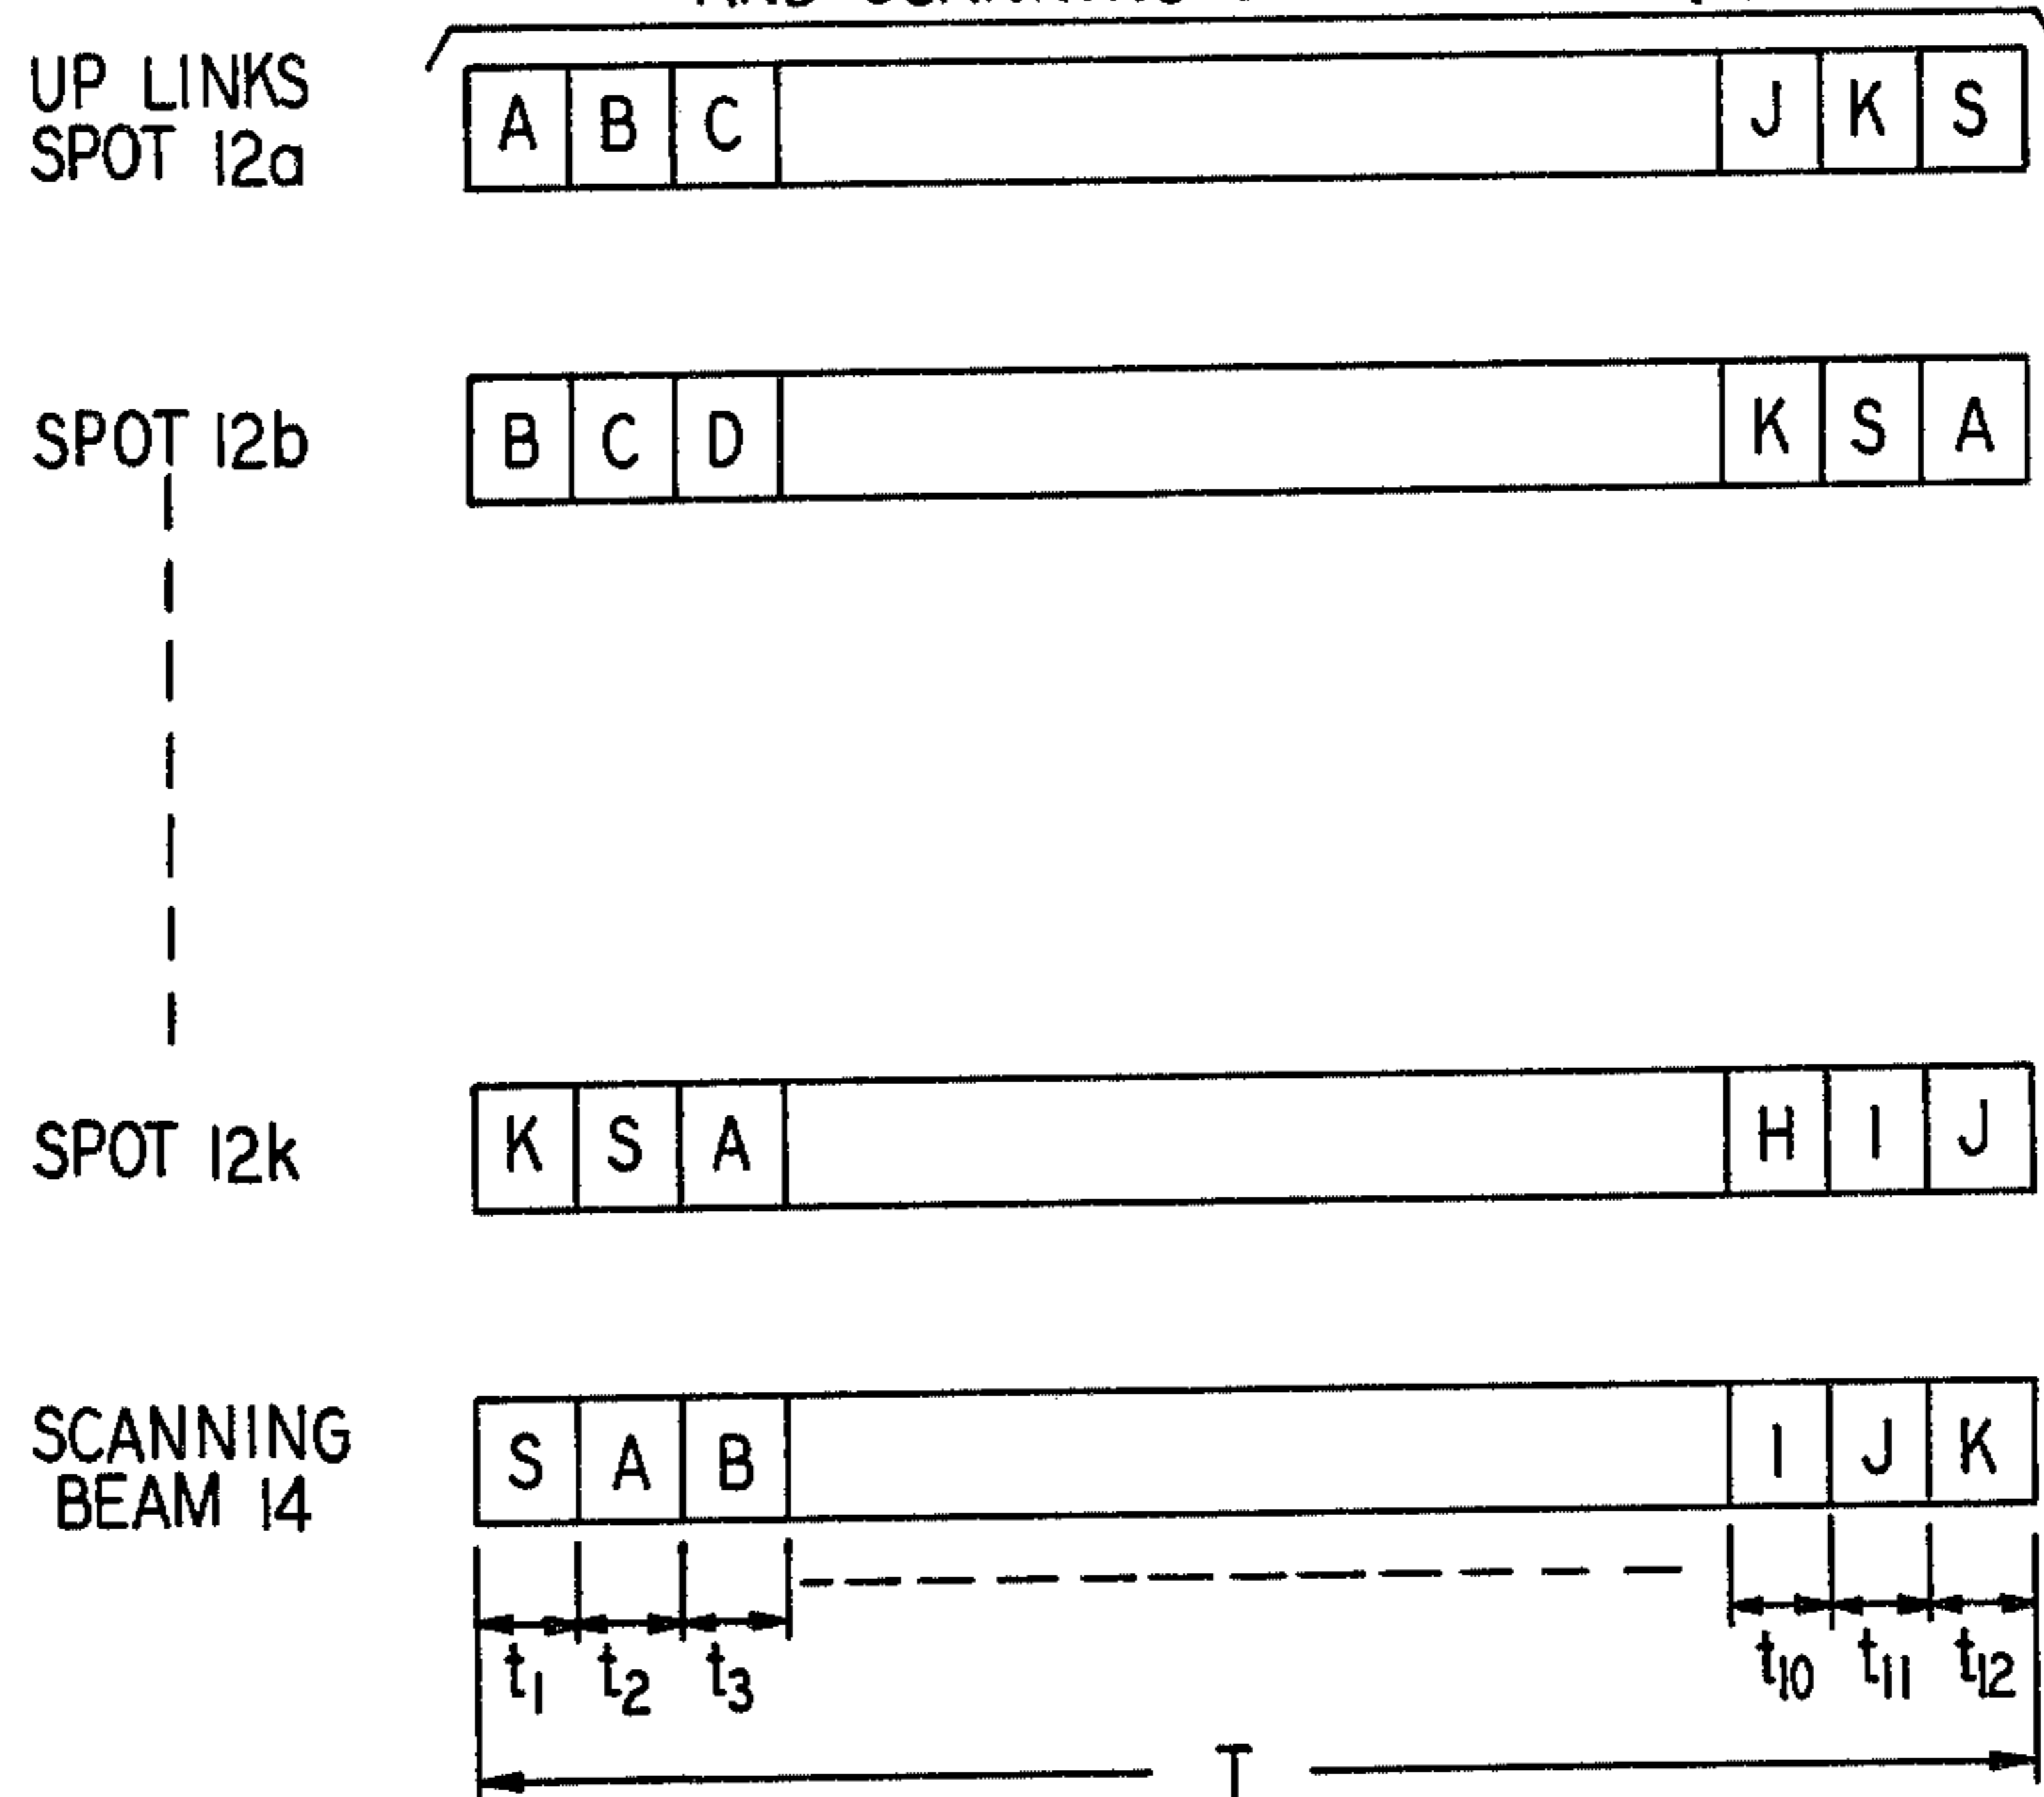 UP LINKS
SPOT 12a
A B C J K S
SPOT 12b
B C D K S A
SPOT 12k
K S A H I J
SCANNING
BEAM 14
S A B I J K
t1 t2 t3 t10 t11 t12
T